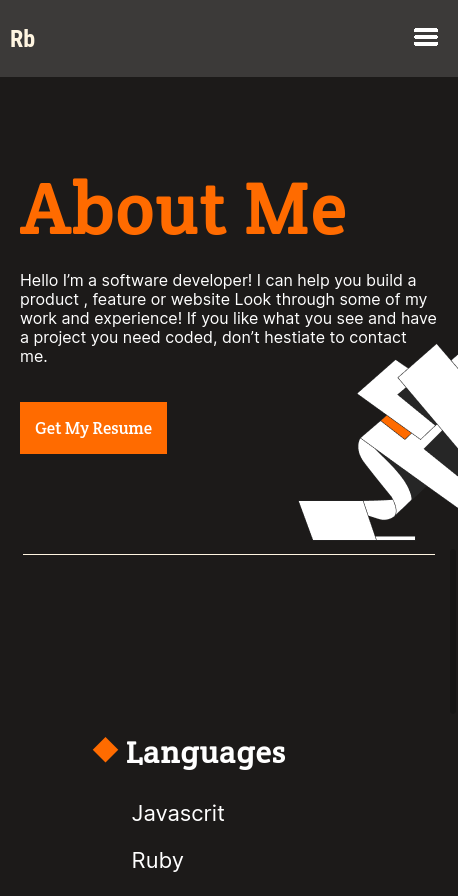 Rb
About Me
Hello I’m a software developer! I can help you build a
product , feature or website Look through some of my
work and experience! If you like what you see and have
a project you need coded, don’t hestiate to contact
me.
Get My Resume
Languages
Javascrit
Ruby